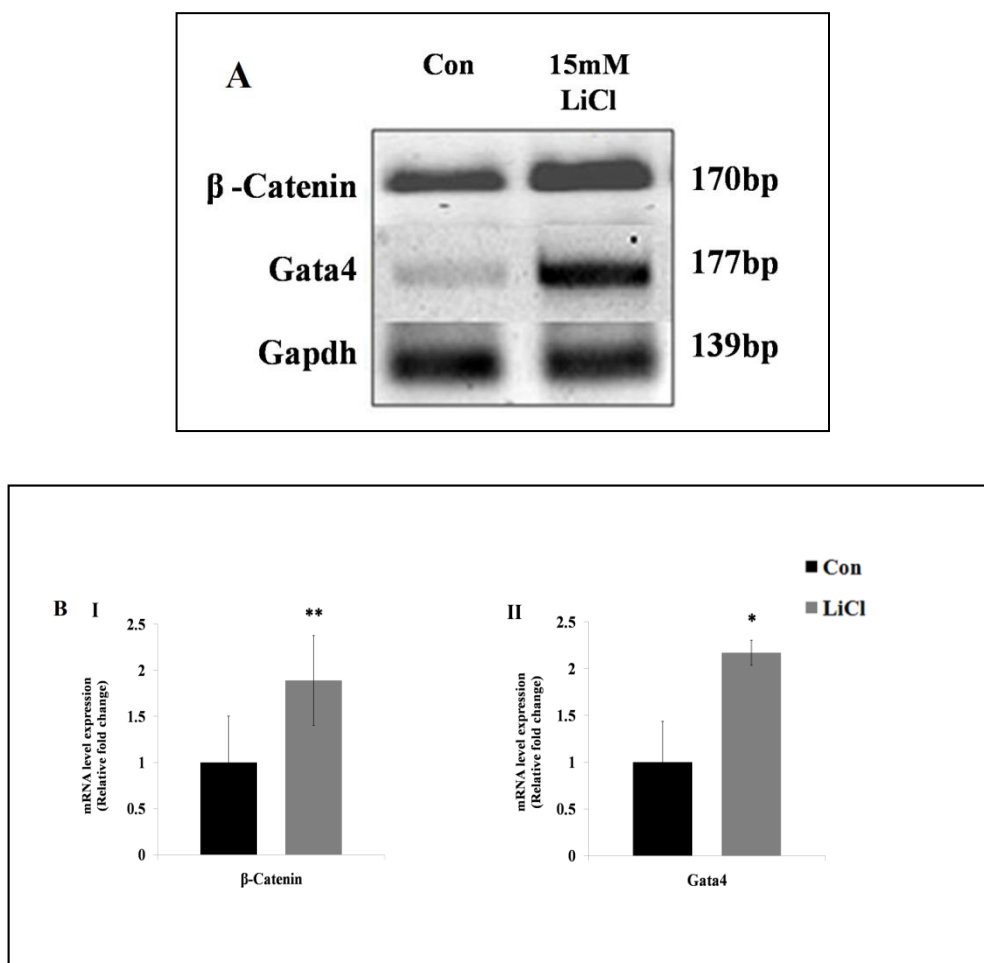 A
Con
15mM
LiCl
β-Catenin
170bp
Gata4
177bp
Gapdh
139bp
Con
LiCl
B I
**
2.5
2
1.5
1
0.5
0
mRNA level expression
(Relative fold change)
β-Catenin
II
*
2.5
2
1.5
1
0.5
0
mRNA level expression
(Relative fold change)
Gata4